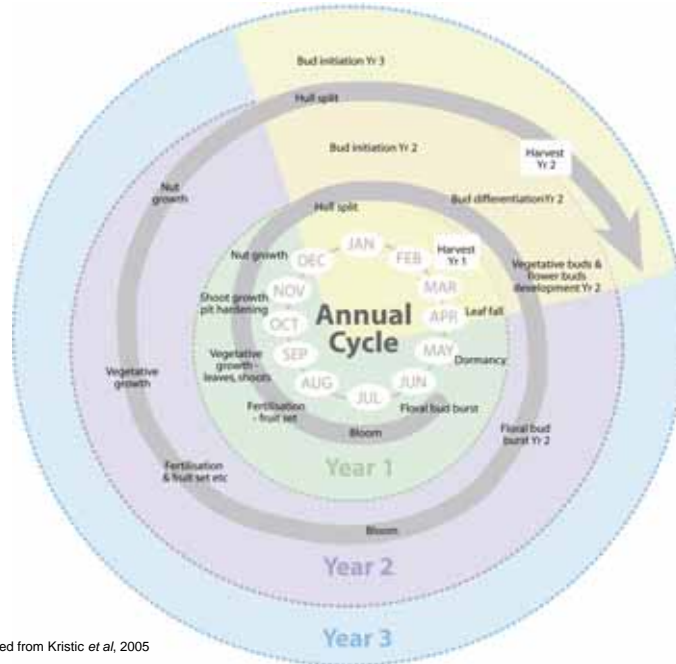 Bud initiation Yr 3
Hull split
Bud initiation Yr 2
Harvest
Yr 2
Nut
growth
Bud differentiation Yr 2
Hull split
Nut growth
JAN
FEB
Harvest
Yr 1
Vegetative buds &
flower buds
development Yr 2
DEC
MAR
NOV
Shoot growth
pit hardening
Annual
Cycle
APR
Leaf fall
OCT
MAY
Dormancy
SEP
Vegetative
growth -
leaves, shoots
Vegetative
growth
AUG
JUL
JUN
Floral bud burst
Fertilisation
- fruit set
Bloom
Floral bud
burst Yr 2
Year 1
Fertilisation
& fruit set etc
Bloom
Year 2
Year 3
ed from Kristic et al, 2005